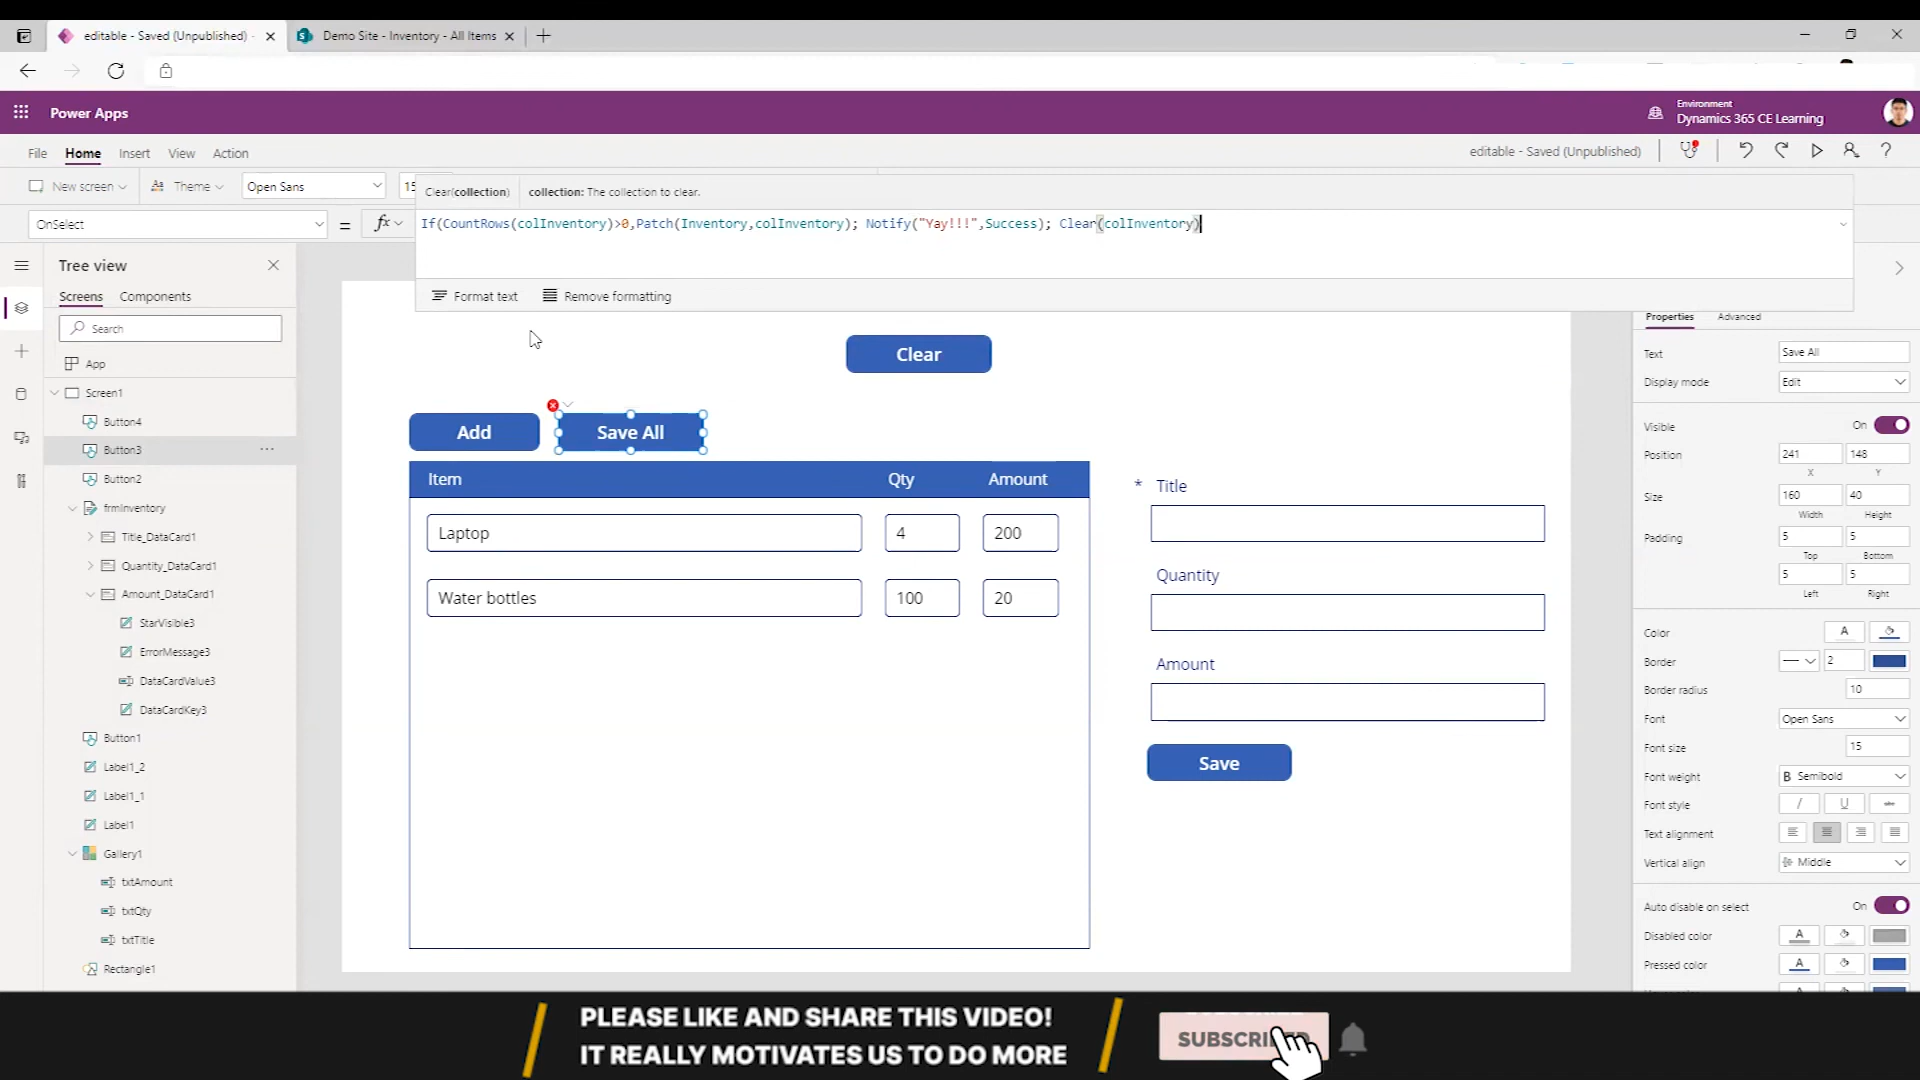 editable - Saved (Unpublished) -
Demo Site - Inventory - All Items
Power Apps
Environment
Dynamics 365 CE Learning
File Home Insert View Action
editable - Saved (Unpublished)
New screen Theme Open Sans 15
Clear(collection) collection: The collection to clear.
OnSelect = fx
If(CountRows(colInventory)>0,Patch(Inventory,colInventory); Notify("Yay!!!",Success); Clear(colInventory)
Format text Remove formatting
Tree view
Screens Components
Search
App
Screen1
Button4
Button3
Button2
frmInventory
Title_DataCard1
Quantity_DataCard1
Amount_DataCard1
StarVisible3
ErrorMessage3
DataCardValue3
DataCardKey3
Button1
Label1_2
Label1_1
Label1
Gallery1
txtAmount
txtQty
txtTitle
Rectangle1
Clear
Add Save All
Item Qty Amount
Laptop 4 200
Water bottles 100 20
* Title
Quantity
Amount
Save
Properties Advanced
Text Save All
Display mode Edit
Visible On
Position 241 148
X Y
Size 160 40
Width Height
Padding 5 5
Top Bottom
5 5
Left Right
Color A
Border 2
Border radius 10
Font Open Sans
Font size 15
Font weight B Semibold
Font style / U abc
Text alignment
Vertical align Middle
Auto disable on select On
Disabled color A
Pressed color A
PLEASE LIKE AND SHARE THIS VIDEO!
IT REALLY MOTIVATES US TO DO MORE